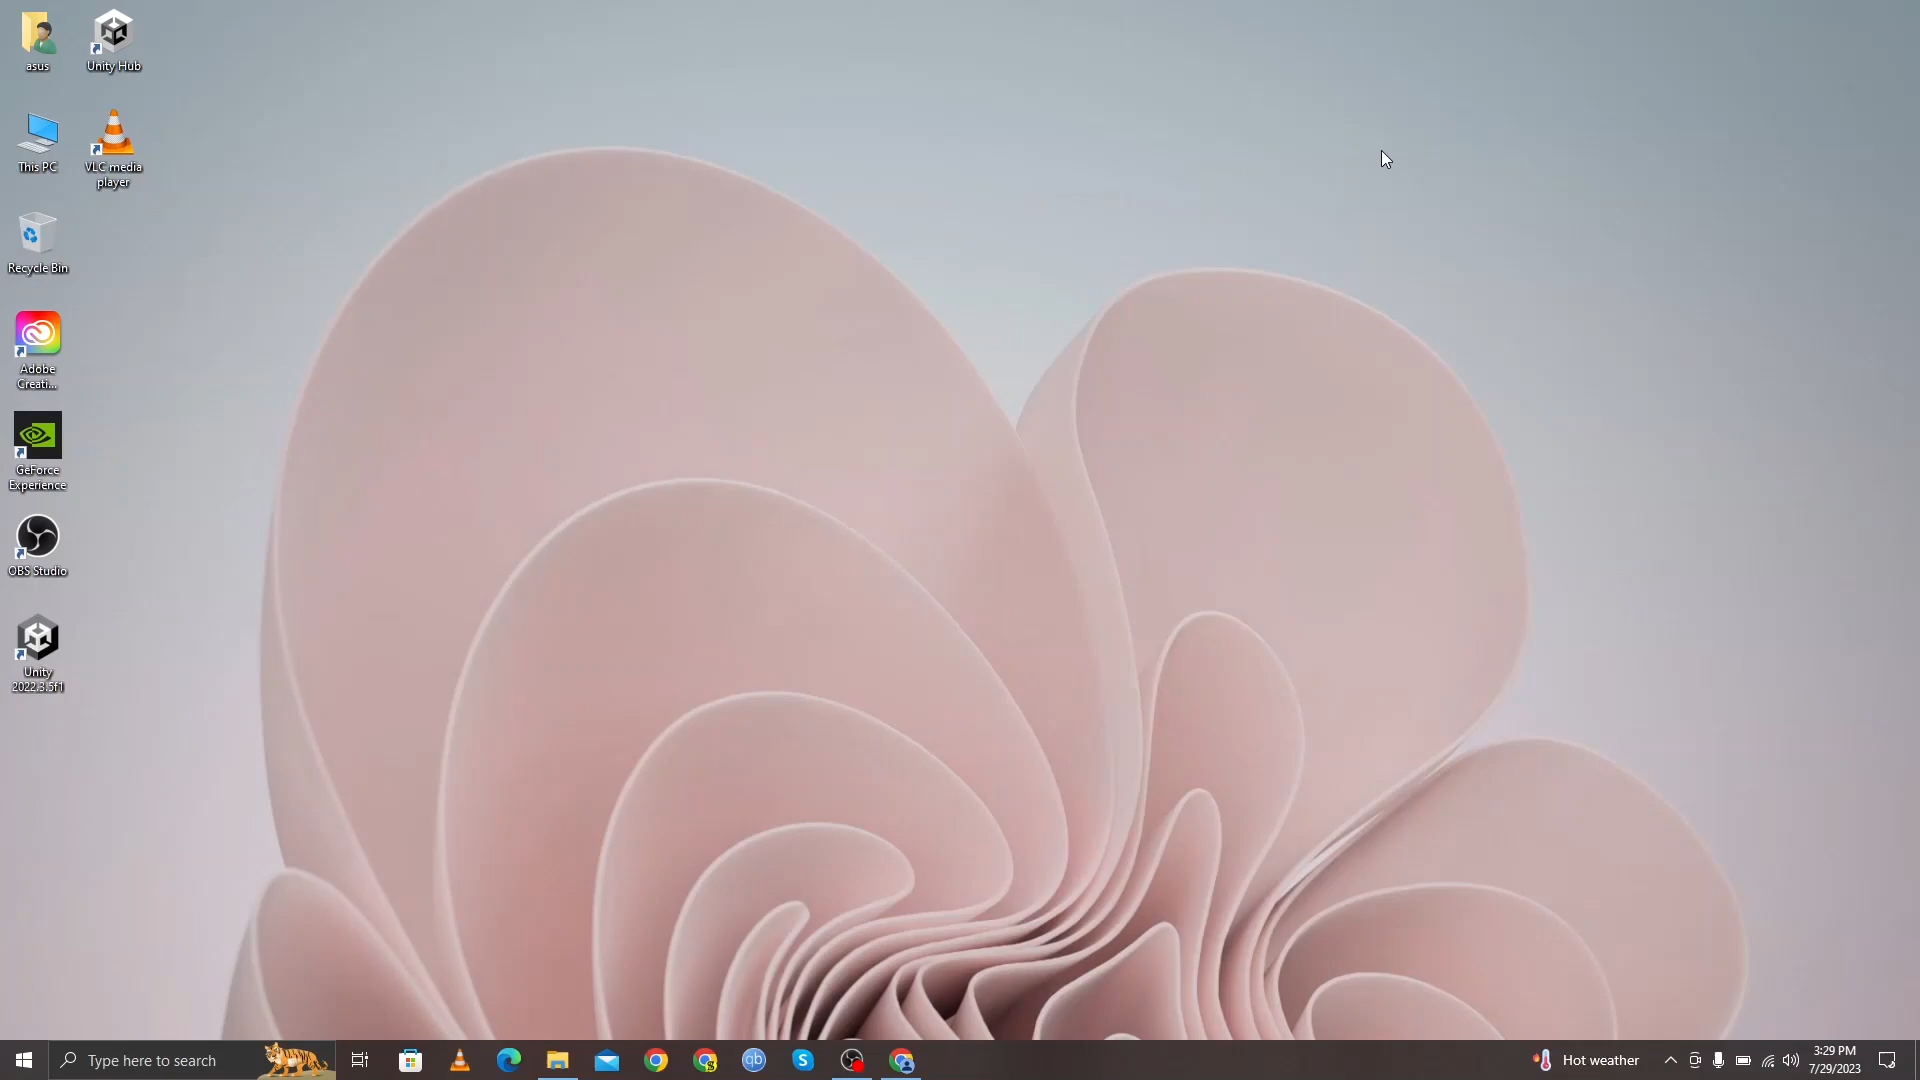 asus
Unity Hub
This PC
VLC media
player
Recycle Bin
Adobe
Creati...
GeForce
Experience
OBS Studio
Unity
2022.3.5f1
Type here to search
qb
S
Hot weather
3:29 PM
7/29/2023